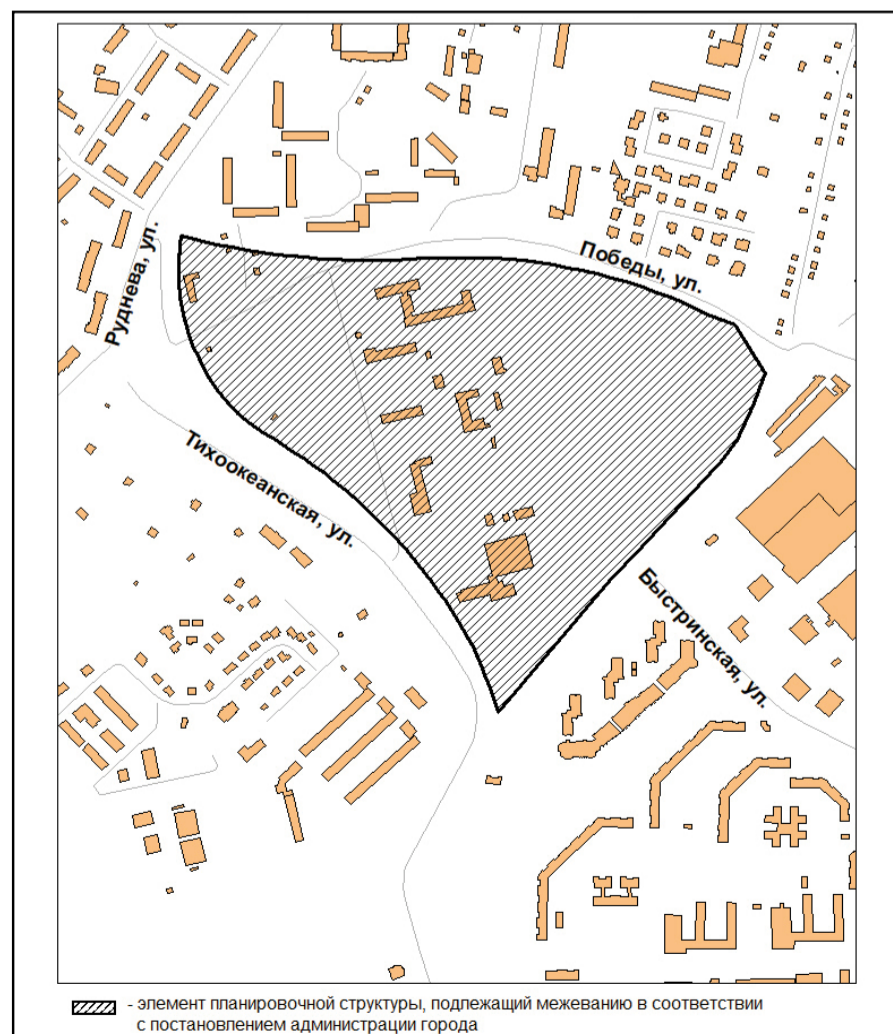 Победы, ул.
Руднева, ул.
Тихоокеанская, ул.
Быстринская, ул.
- элемент планировочной структуры, подлежащий межеванию в соответствии
с постановлением администрации города